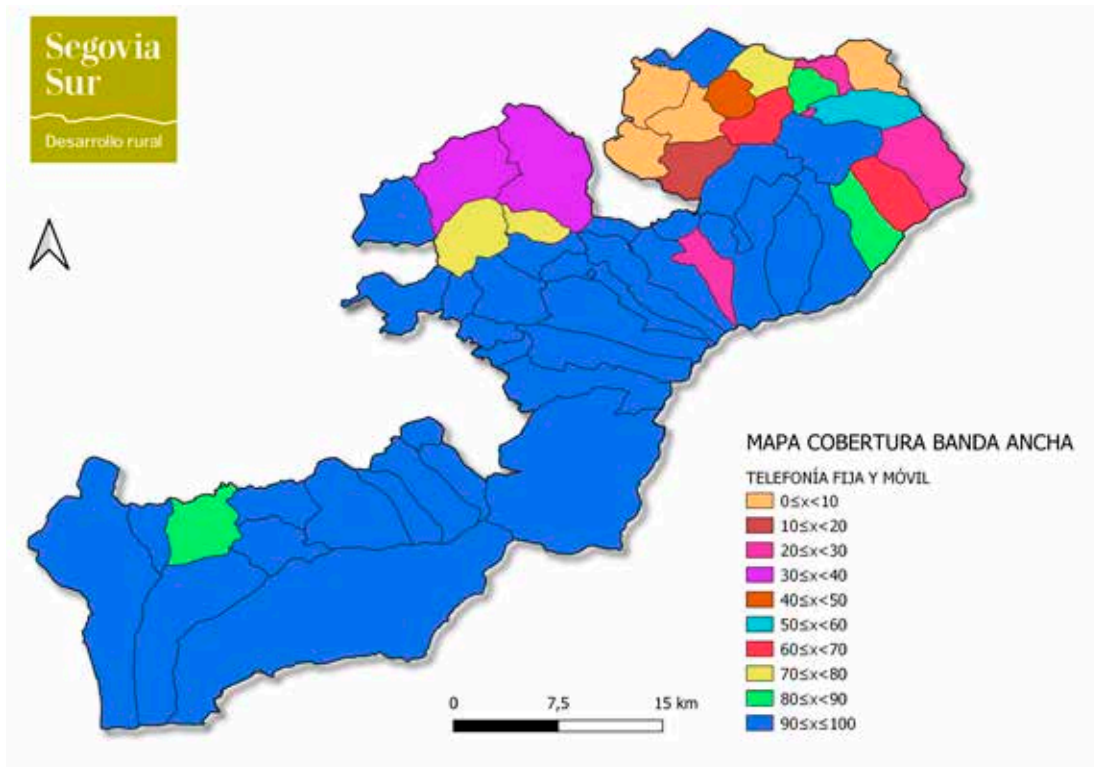 Segovia
Sur
Desarrollo rural
MAPA COBERTURA BANDA ANCHA
TELEFONÍA FIJA Y MÓVIL
0≤x<10
10≤x<20
20≤x<30
30≤x<40
40≤x<50
50≤x<60
60≤x<70
70≤x<80
80≤x<90
90≤x≤100
0 7,5 15 km